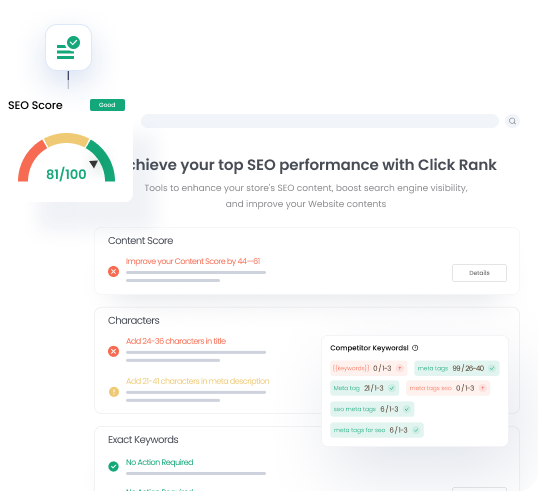 SEO Score
Good
81/100
chieve your top SEO performance with Click Rank
Tools to enhance your store's SEO content, boost search engine visibility,
and improve your Website contents
Content Score
Improve your Content Score by 44—61
Details
Characters
Add 24-36 characters in title
Add 21-41 characters in meta description
Competitor Keywords!
{{keywords}} 0/1-3
meta tags 99/26-40
Meta tag 21/1-3
meta tags seo 0/1-3
seo meta tags 6/1-3
meta tags for seo 6/1-3
Exact Keywords
No Action Required
No Action Required